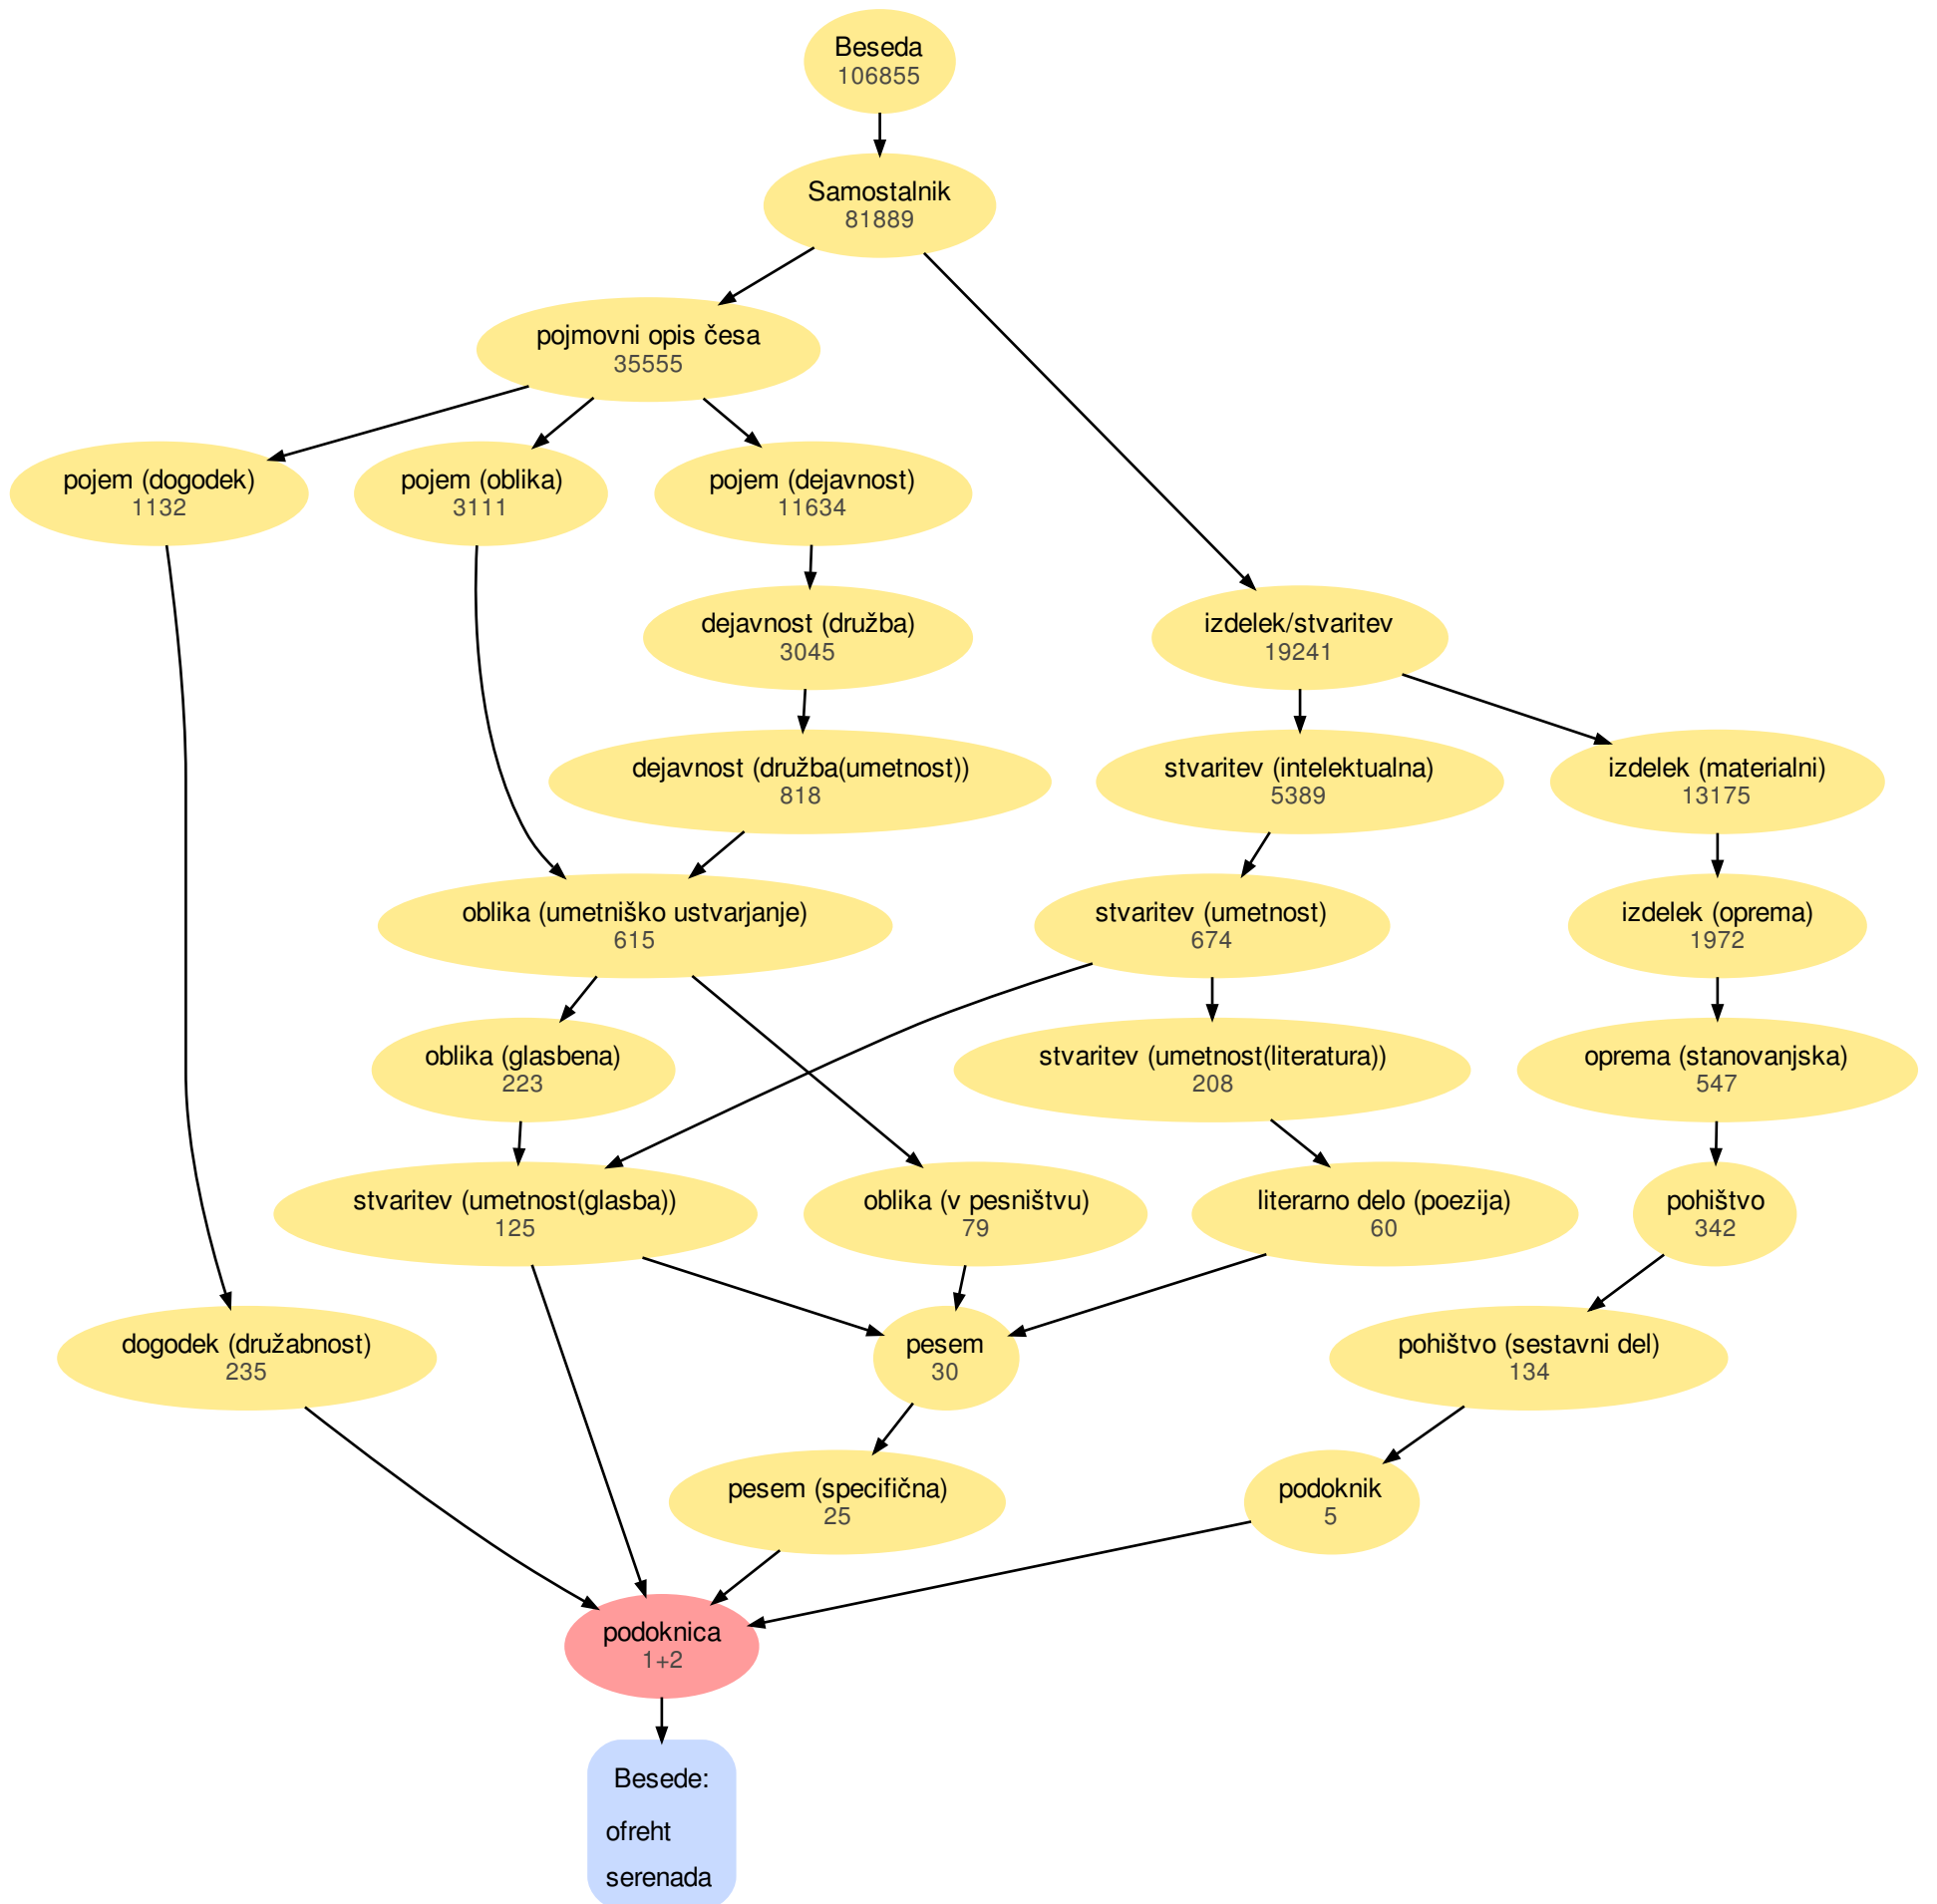 Beseda
106855
Samostalnik
81889
pojmovni opis česa
35555
pojem (dogodek)
1132
pojem (oblika)
3111
pojem (dejavnost)
11634
dejavnost (družba)
3045
izdelek/stvaritev
19241
dejavnost (družba(umetnost))
818
stvaritev (intelektualna)
5389
izdelek (materialni)
13175
oblika (umetniško ustvarjanje)
615
stvaritev (umetnost)
674
izdelek (oprema)
1972
oblika (glasbena)
223
stvaritev (umetnost(literatura))
208
oprema (stanovanjska)
547
stvaritev (umetnost(glasba))
125
oblika (v pesništvu)
79
literarno delo (poezija)
60
pohištvo
342
dogodek (družabnost)
235
pesem
30
pohištvo (sestavni del)
134
pesem (specifična)
25
podoknik
5
podoknica
1+2
Besede:
ofreht
serenada